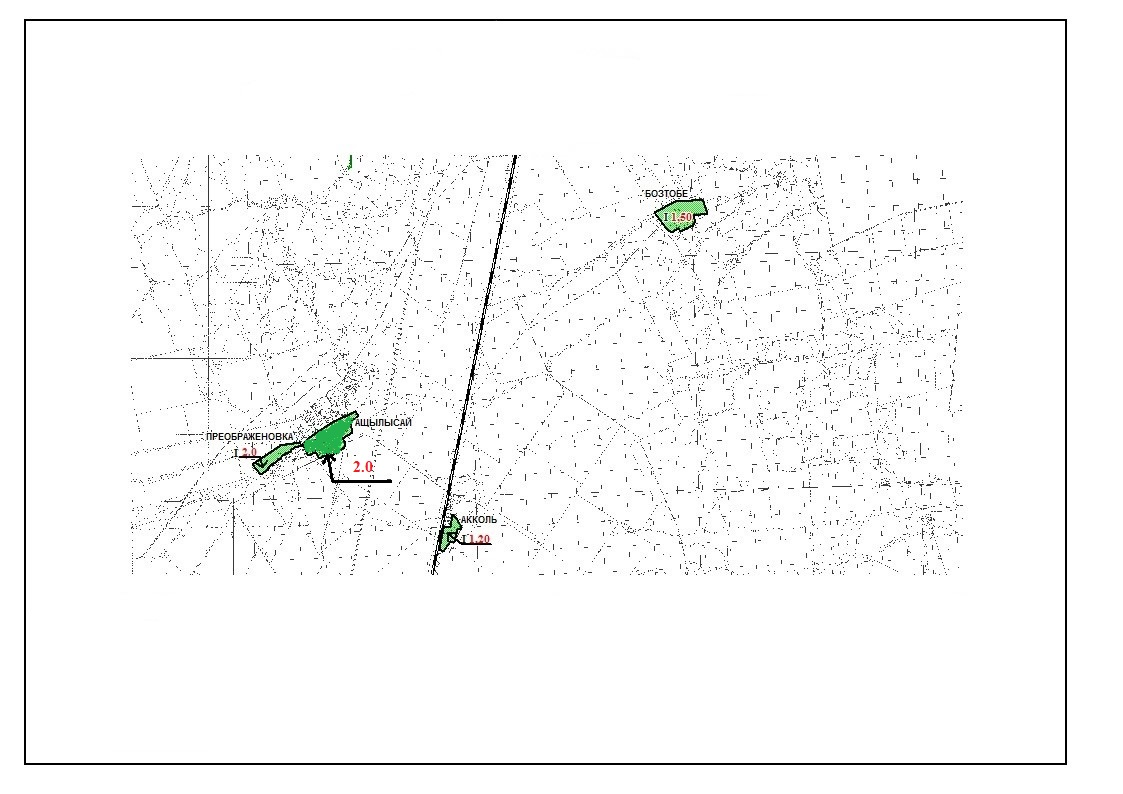 БОЗТОБЕ
I 1.50
АЩЫЛЫСАЙ
ПРЕОБРАЖЕНОВКА
I 2.0
2.0
АККОЛЬ
I 1.20